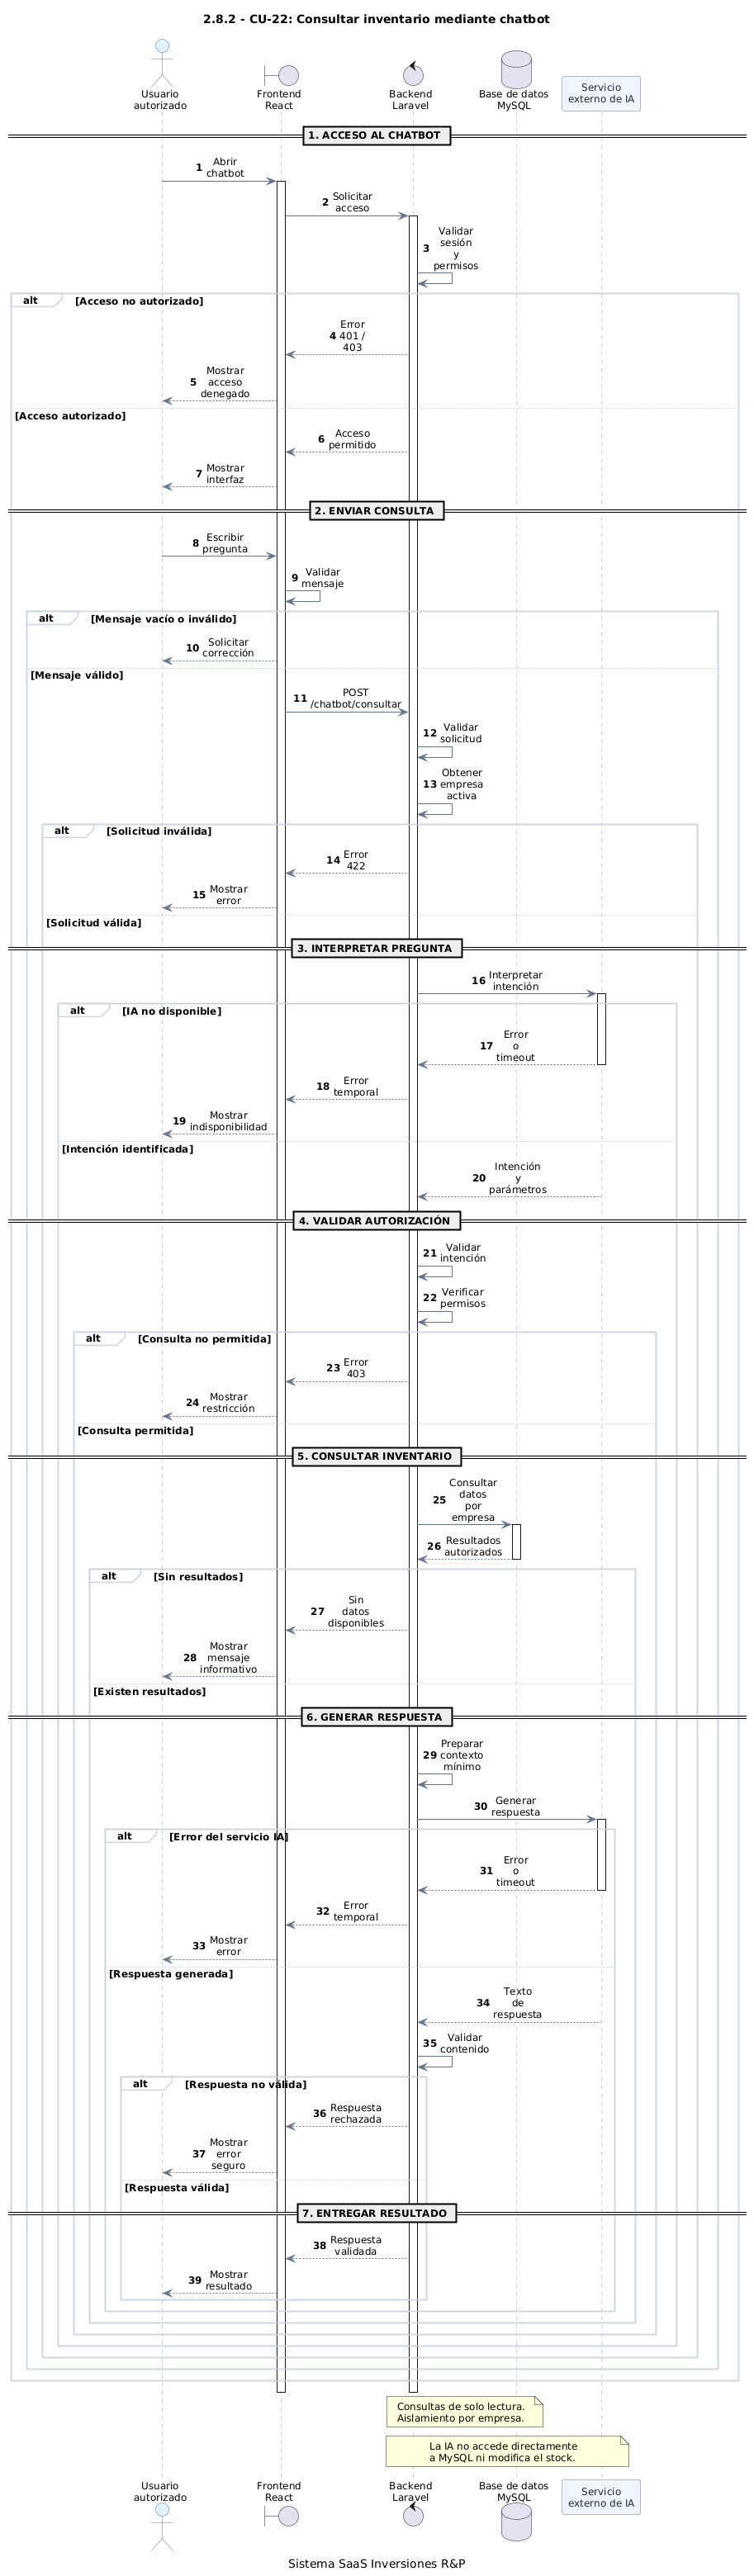 2.8.2 - CU-22: Consultar inventario mediante chatbot
Usuario
autorizado
Frontend
React
Backend
Laravel
Base de datos
MySQL
Servicio
externo de IA
1. ACCESO AL CHATBOT
1 Abrir
chatbot
2 Solicitar
acceso
3 Validar
sesión
y
permisos
alt [Acceso no autorizado]
4 Error
401 /
403
5 Mostrar
acceso
denegado
[Acceso autorizado]
6 Acceso
permitido
7 Mostrar
interfaz
2. ENVIAR CONSULTA
8 Escribir
pregunta
9 Validar
mensaje
alt [Mensaje vacío o inválido]
10 Solicitar
corrección
[Mensaje válido]
11 POST
/chatbot/consultar
12 Validar
solicitud
13 Obtener
empresa
activa
alt [Solicitud inválida]
14 Error
422
15 Mostrar
error
[Solicitud válida]
3. INTERPRETAR PREGUNTA
16 Interpretar
intención
alt [IA no disponible]
17 Error
o
timeout
18 Error
temporal
19 Mostrar
indisponibilidad
[Intención identificada]
20 Intención
y
parámetros
4. VALIDAR AUTORIZACIÓN
21 Validar
intención
22 Verificar
permisos
alt [Consulta no permitida]
23 Error
403
24 Mostrar
restricción
[Consulta permitida]
5. CONSULTAR INVENTARIO
25 Consultar
datos
por
empresa
26 Resultados
autorizados
alt [Sin resultados]
27 Sin
datos
disponibles
28 Mostrar
mensaje
informativo
[Existen resultados]
6. GENERAR RESPUESTA
29 Preparar
contexto
mínimo
30 Generar
respuesta
alt [Error del servicio IA]
31 Error
o
timeout
32 Error
temporal
33 Mostrar
error
[Respuesta generada]
34 Texto
de
respuesta
35 Validar
contenido
alt [Respuesta no válida]
36 Respuesta
rechazada
37 Mostrar
error
seguro
[Respuesta válida]
7. ENTREGAR RESULTADO
38 Respuesta
validada
39 Mostrar
resultado
Consultas de solo lectura.
Aislamiento por empresa.
La IA no accede directamente
a MySQL ni modifica el stock.
Usuario
autorizado
Frontend
React
Backend
Laravel
Base de datos
MySQL
Servicio
externo de IA
Sistema SaaS Inversiones R&P